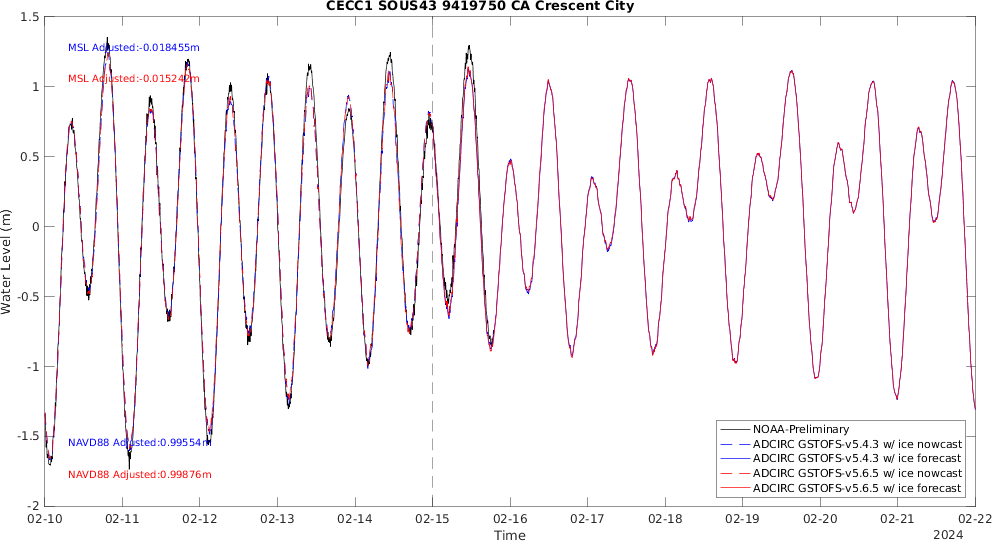 CECC1 SOUS43 9419750 CA Crescent City
1.5
1
0.5
0
-0.5
-1
-1.5
-2
Water Level (m)
MSL Adjusted:-0.018455m
MSL Adjusted:-0.015242m
NAVD88 Adjusted:0.99554m
NAVD88 Adjusted:0.99876m
NOAA-Preliminary
ADCIRC GSTOFS-v5.4.3 w/ ice nowcast
ADCIRC GSTOFS-v5.4.3 w/ ice forecast
ADCIRC GSTOFS-v5.6.5 w/ ice nowcast
ADCIRC GSTOFS-v5.6.5 w/ ice forecast
02-10 02-11 02-12 02-13 02-14 02-15 02-16 02-17 02-18 02-19 02-20 02-21 02-22
Time
2024